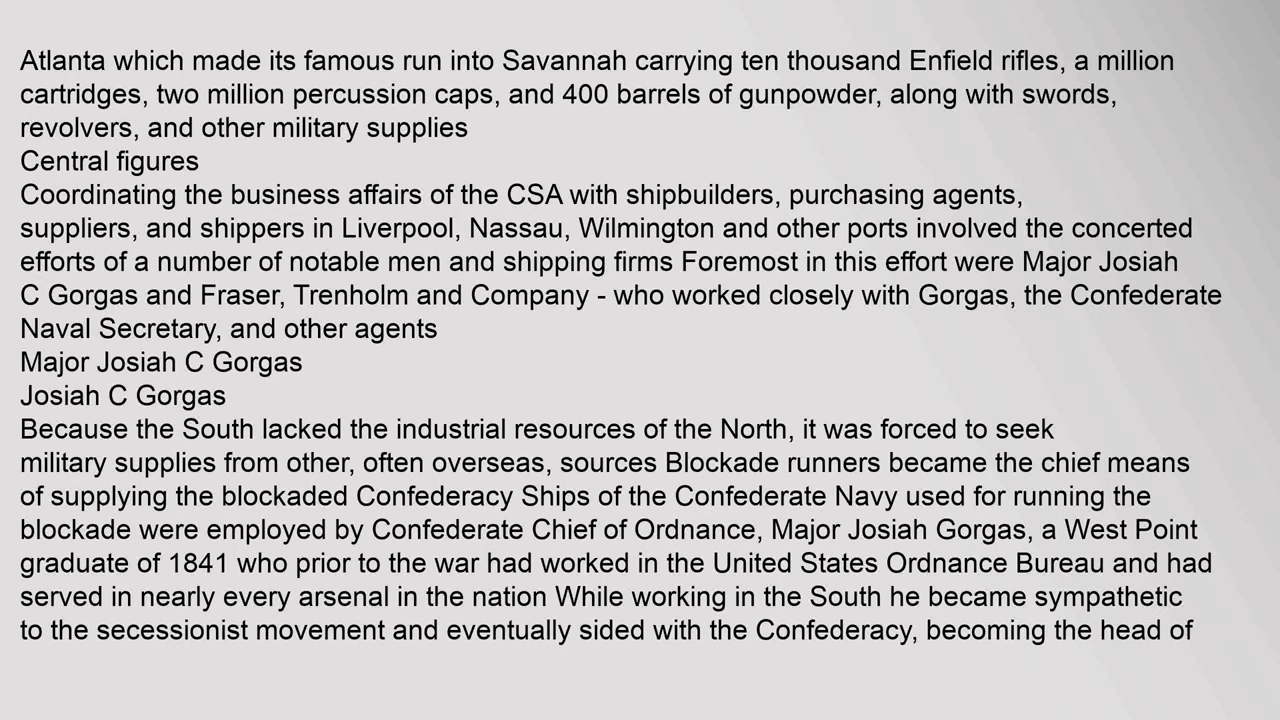 Atlanta which made its famous run into Savannah carrying ten thousand Enfield rifles, a million
cartridges, two million percussion caps, and 400 barrels of gunpowder, along with swords,
revolvers, and other military supplies
Central figures
Coordinating the business affairs of the CSA with shipbuilders, purchasing agents,
suppliers, and shippers in Liverpool, Nassau, Wilmington and other ports involved the concerted
efforts of a number of notable men and shipping firms Foremost in this effort were Major Josiah
C Gorgas and Fraser, Trenholm and Company - who worked closely with Gorgas, the Confederate
Naval Secretary, and other agents
Major Josiah C Gorgas
Josiah C Gorgas
Because the South lacked the industrial resources of the North, it was forced to seek
military supplies from other, often overseas, sources Blockade runners became the chief means
of supplying the blockaded Confederacy Ships of the Confederate Navy used for running the
blockade were employed by Confederate Chief of Ordnance, Major Josiah Gorgas, a West Point
graduate of 1841 who prior to the war had worked in the United States Ordnance Bureau and had
served in nearly every arsenal in the nation While working in the South he became sympathetic
to the secessionist movement and eventually sided with the Confederacy, becoming the head of